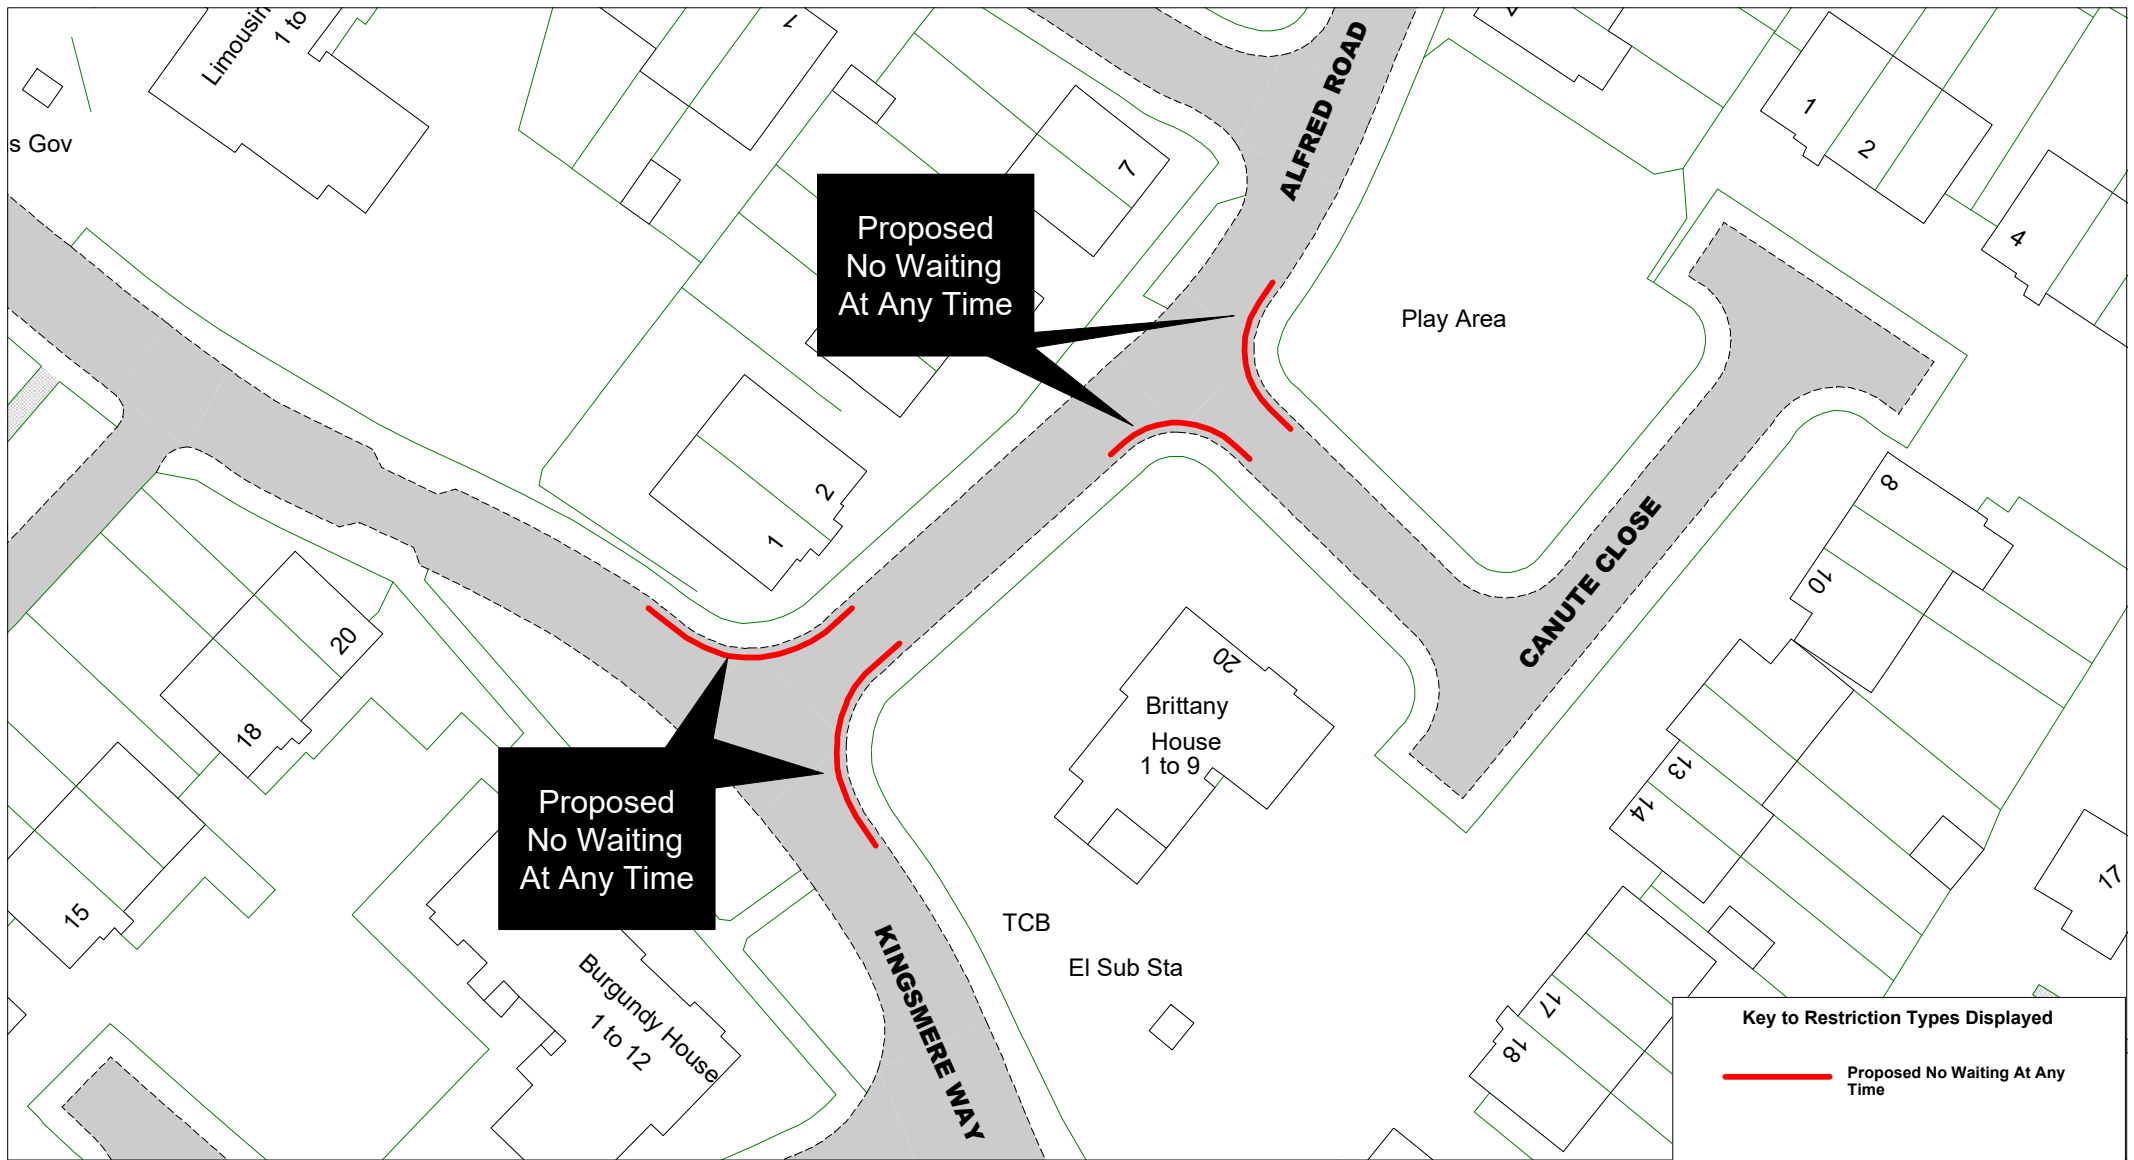 Limousin
1 to
s Gov
1
7
ALFRED ROAD
1
2
4
Proposed
No Waiting
At Any Time
Play Area
2
1
8
10
CANUTE CLOSE
20
18
15
20
Brittany
House
1 to 9
13
14
17
Proposed
No Waiting
At Any Time
TCB
El Sub Sta
KINGSMERE WAY
Burgundy House
1 to 12
17
18
Key to Restriction Types Displayed
Proposed No Waiting At Any
Time